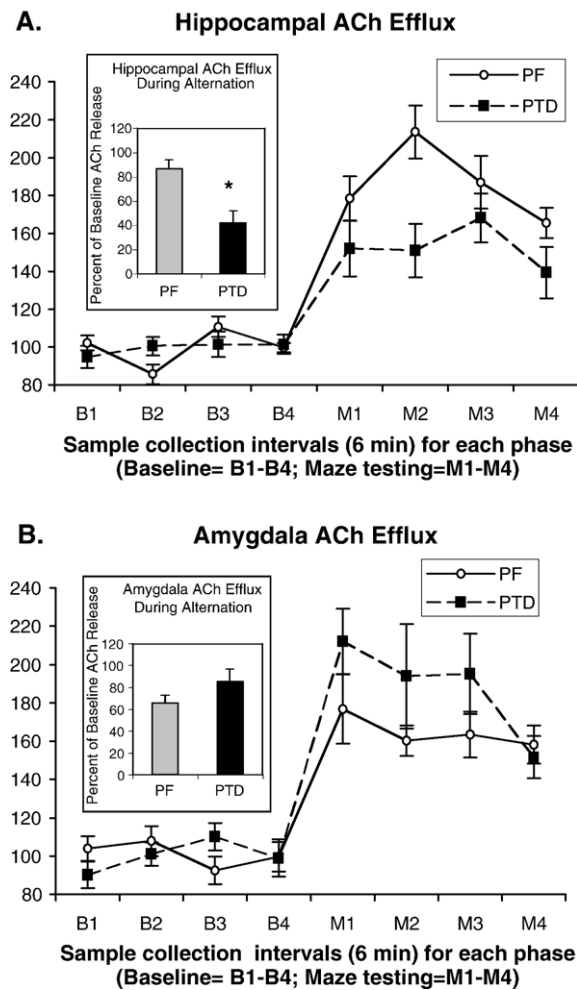 A.
Hippocampal ACh Efflux
240
220
200
180
160
140
120
100
80
Hippocampal ACh Efflux
During Alternation
Percent of Baseline ACh Release
120
100
80
60
40
20
0
*
PF
PTD
PF
PTD
B1 B2 B3 B4 M1 M2 M3 M4
Sample collection intervals (6 min) for each phase
(Baseline= B1-B4; Maze testing=M1-M4)
B.
Amygdala ACh Efflux
240
220
200
180
160
140
120
100
80
Amygdala ACh Efflux
During Alternation
Percent of Baseline ACh Release
120
100
80
60
40
20
0
PF
PTD
PF
PTD
B1 B2 B3 B4 M1 M2 M3 M4
Sample collection intervals (6 min) for each phase
(Baseline= B1-B4; Maze testing=M1-M4)